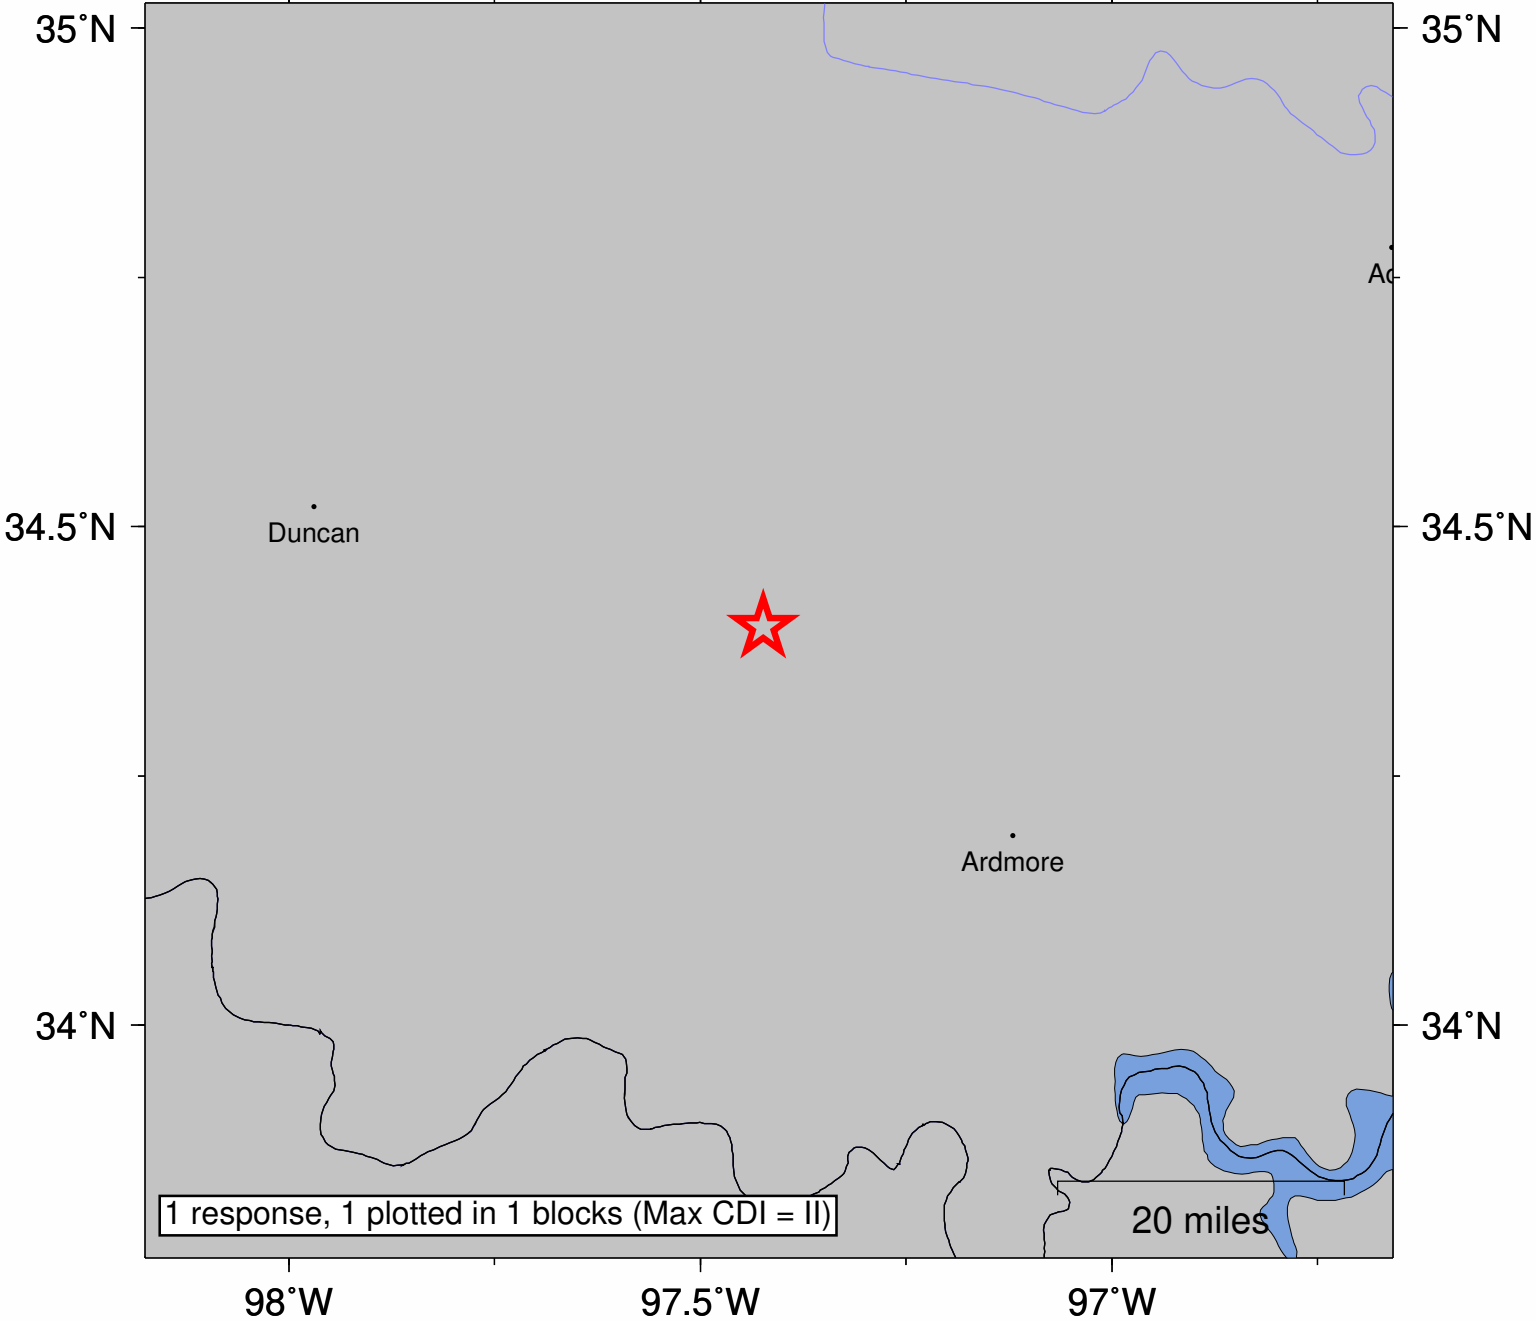 35˚N
35˚N
Ad
34.5˚N
34.5˚N
Duncan
Ardmore
34˚N
34˚N
1 response, 1 plotted in 1 blocks (Max CDI = II)
20 miles
98˚W
97.5˚W
97˚W